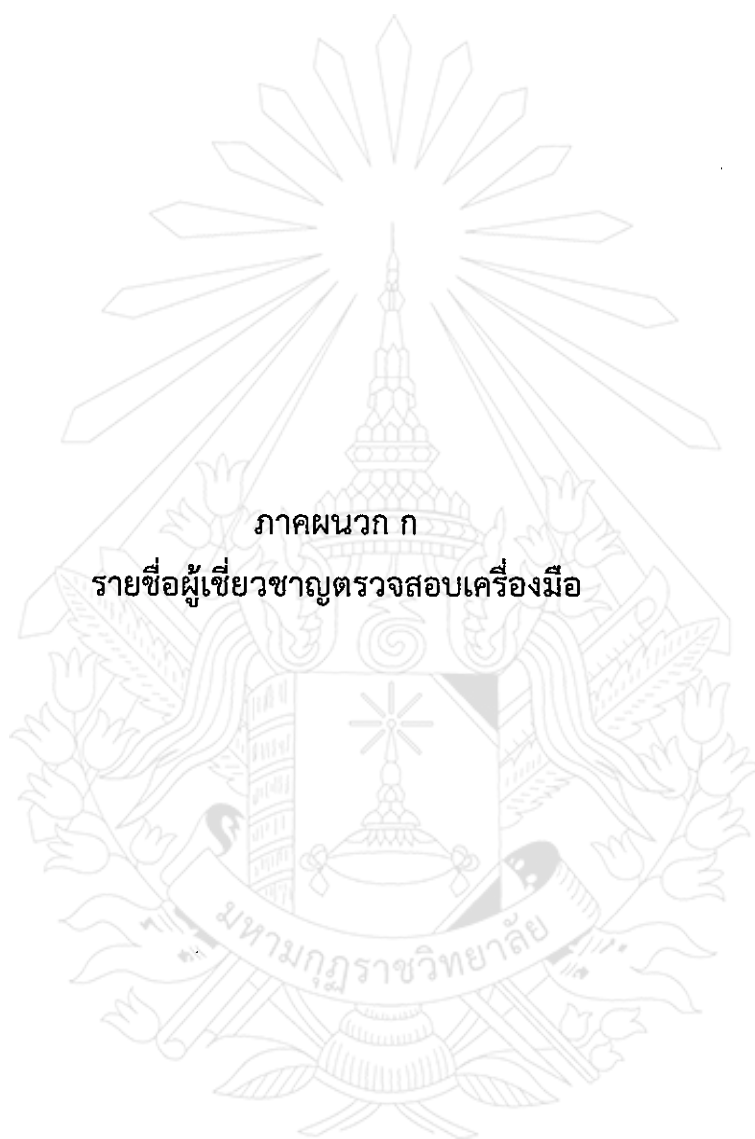 ภาคผนวก ก
รายชื่อผู้เชี่ยวชาญตรวจสอบเครื่องมือ
มหามกุฏราชวิทยาลัย